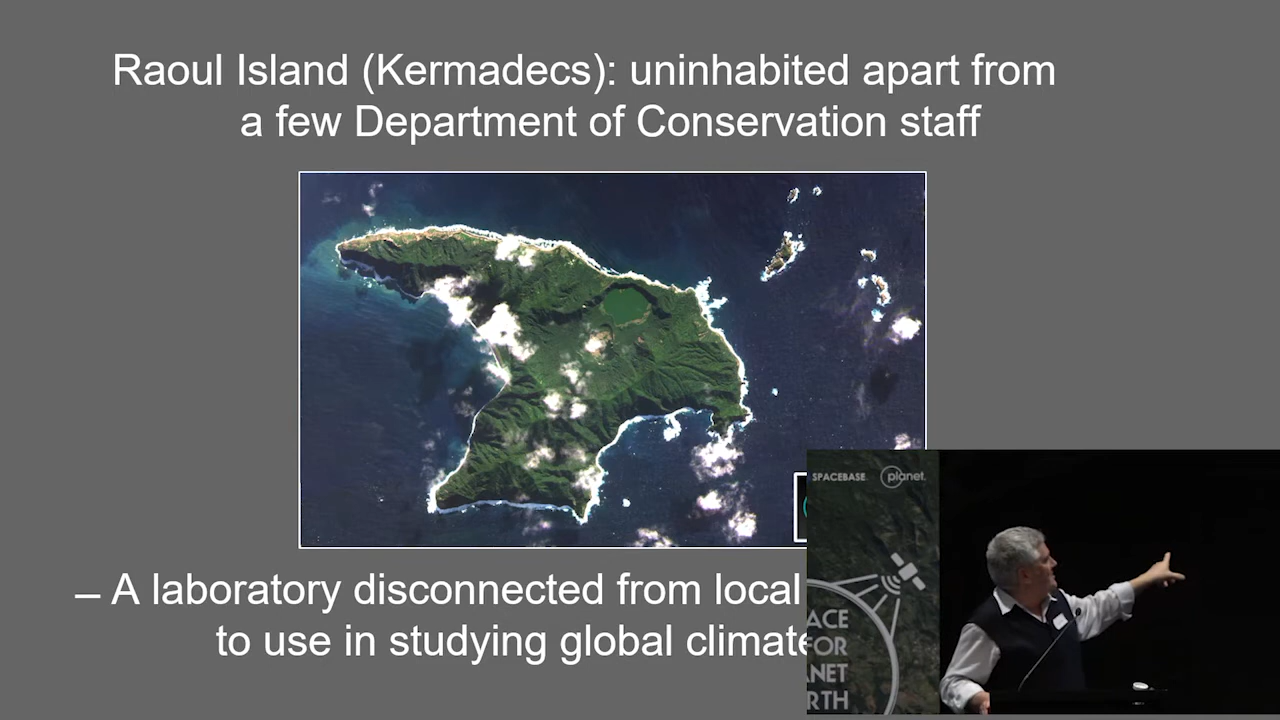 Raoul Island (Kermadecs): uninhabited apart from
a few Department of Conservation staff
– A laboratory disconnected from local
to use in studying global climate
SPACEBASE
planet.
ACE
FOR
ANET
RTH